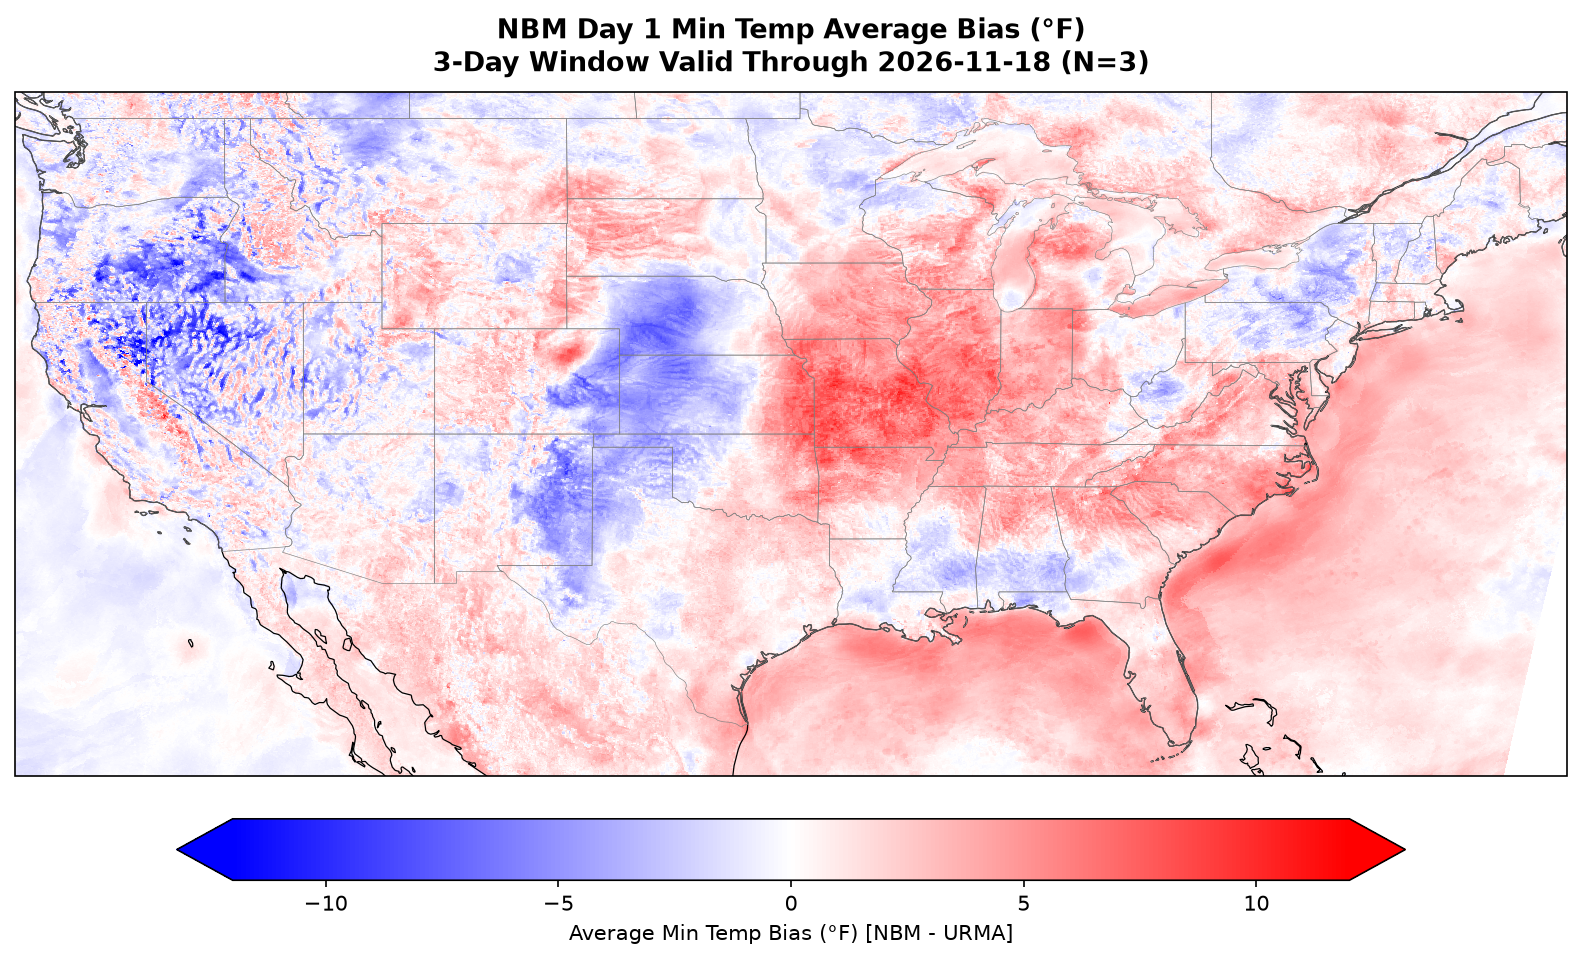 NBM Day 1 Min Temp Average Bias (°F)
3-Day Window Valid Through 2026-11-18 (N=3)
−10 −5 0 5 10
Average Min Temp Bias (°F) [NBM - URMA]